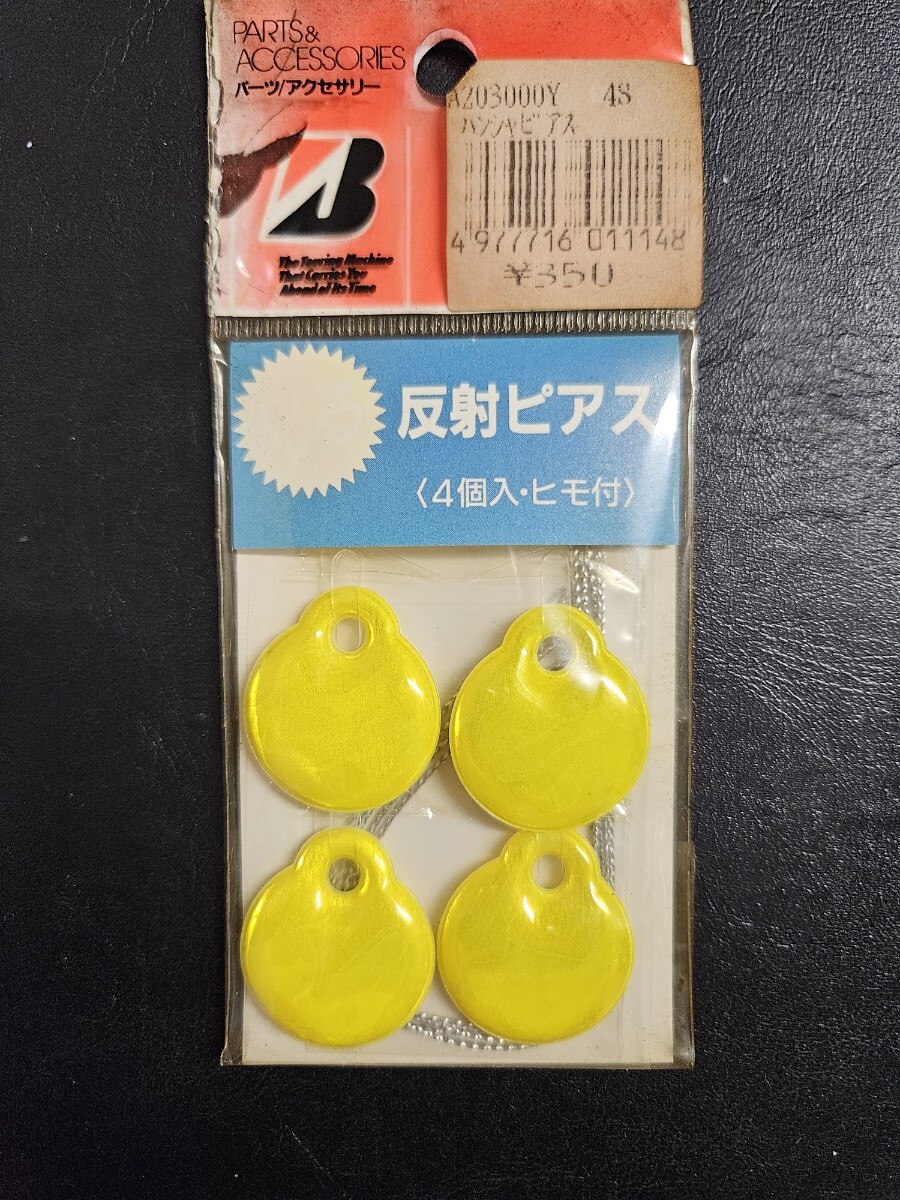 PARTS&
ACCESSORIES
パーツ/アクセサリー
B
The Touring Machine
That Carries You
Ahead of Its Time
A203000Y 4S
ハンシャピアス
4 977716 011148
¥350
反射ピアス
〈4個入・ヒモ付〉